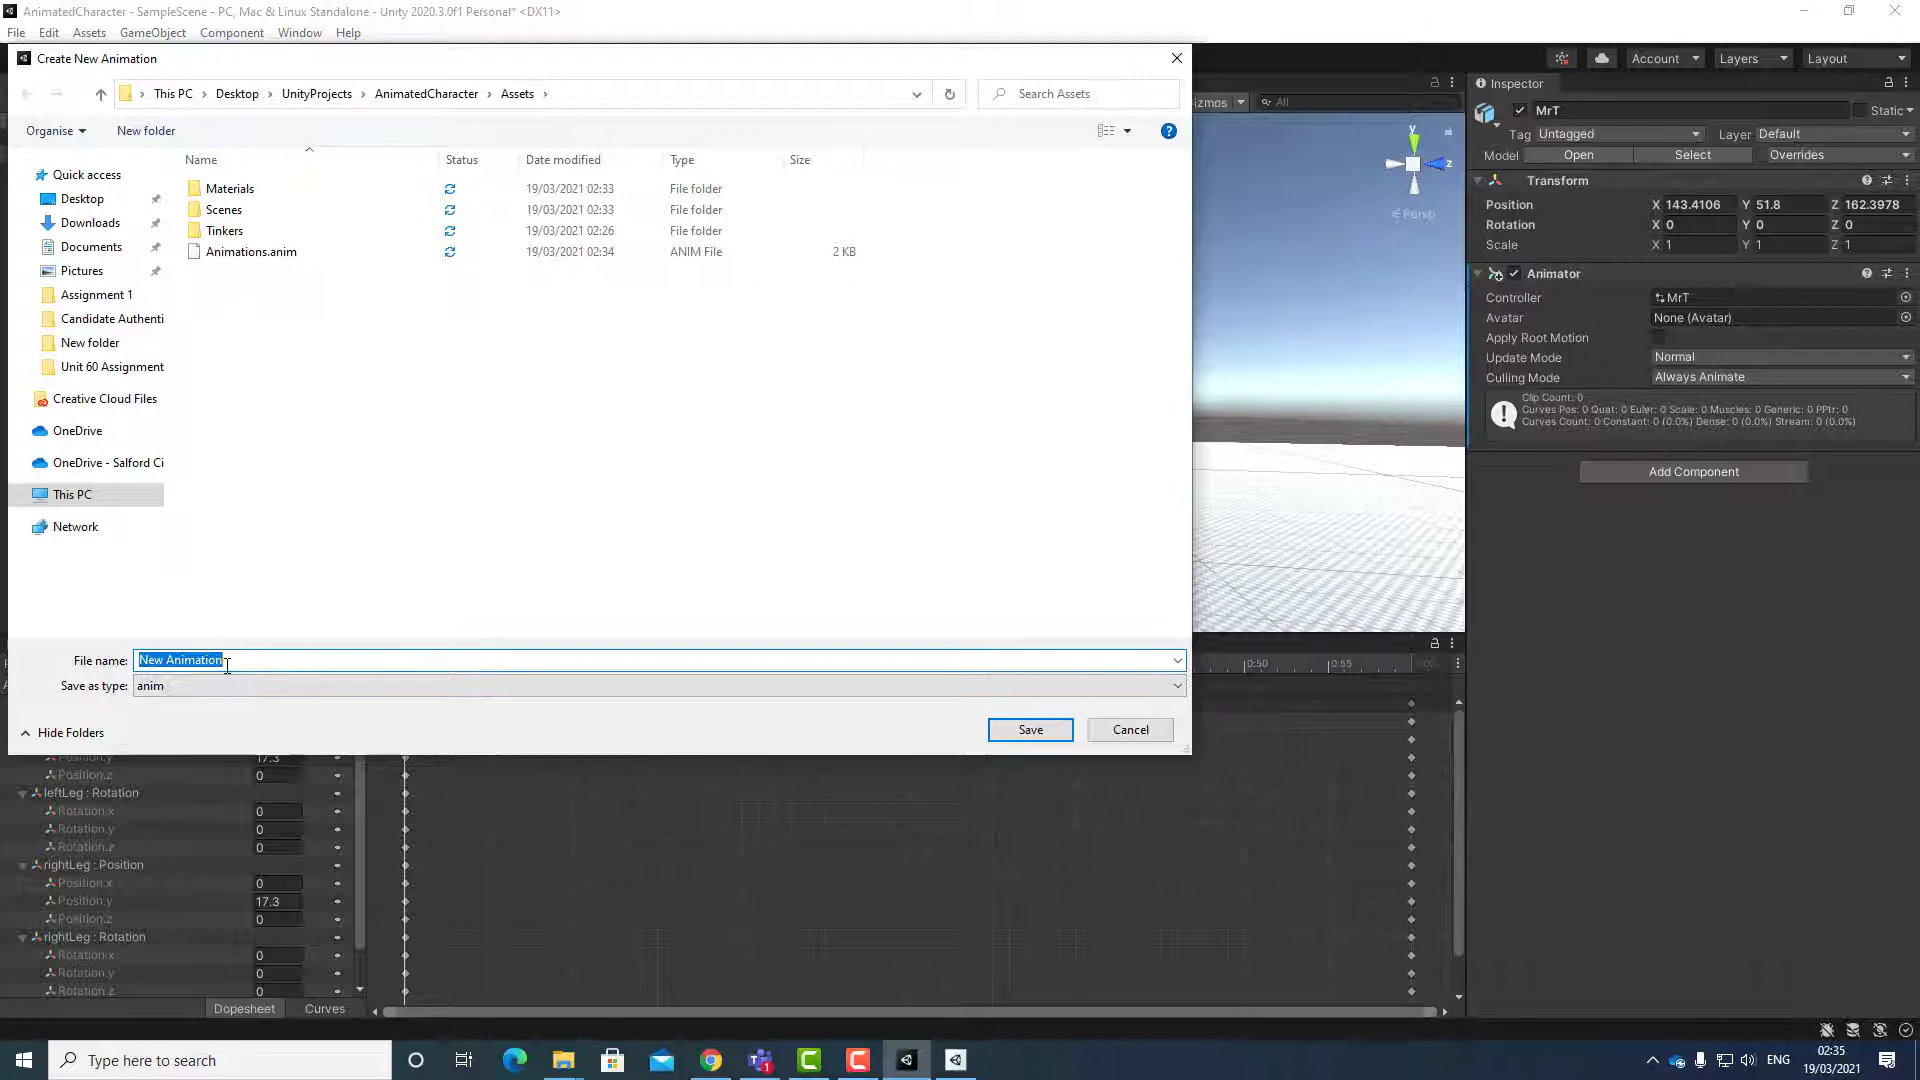 AnimatedCharacter - SampleScene - PC, Mac & Linux Standalone - Unity 2020.3.0f1 Personal* <DX11>
File Edit Assets GameObject Component Window Help
Create New Animation
Account Layers Layout
This PC > Desktop > UnityProjects > AnimatedCharacter > Assets >
Search Assets
Organise New folder
Name Status Date modified Type Size
Quick access
Desktop
Downloads
Documents
Pictures
Assignment 1
Candidate Authenti
New folder
Unit 60 Assignment
Creative Cloud Files
OneDrive
OneDrive - Salford Ci
This PC
Network
Materials 19/03/2021 02:33 File folder
Scenes 19/03/2021 02:33 File folder
Tinkers 19/03/2021 02:26 File folder
Animations.anim 19/03/2021 02:34 ANIM File 2 KB
File name: New Animation
Save as type: anim
Hide Folders
Save Cancel
izmos All
y
z
Persp
Inspector
MrT Static
Tag Untagged Layer Default
Model Open Select Overrides
Transform
Position X 143.4106 Y 51.8 Z 162.3978
Rotation X 0 Y 0 Z 0
Scale X 1 Y 1 Z 1
Animator
Controller MrT
Avatar None (Avatar)
Apply Root Motion
Update Mode Normal
Culling Mode Always Animate
Clip Count: 0
Curves Pos: 0 Quat: 0 Euler: 0 Scale: 0 Muscles: 0 Generic: 0 PPtr: 0
Curves Count: 0 Constant: 0 (0.0%) Dense: 0 (0.0%) Stream: 0 (0.0%)
Add Component
0:50 0:55
Position.y 17.3
Position.z 0
leftLeg : Rotation
Rotation.x 0
Rotation.y 0
Rotation.z 0
rightLeg : Position
Position.x 0
Position.y 17.3
Position.z 0
rightLeg : Rotation
Rotation.x 0
Rotation.y 0
Rotation.z 0
Dopesheet Curves
Type here to search
1
ENG
02:35
19/03/2021